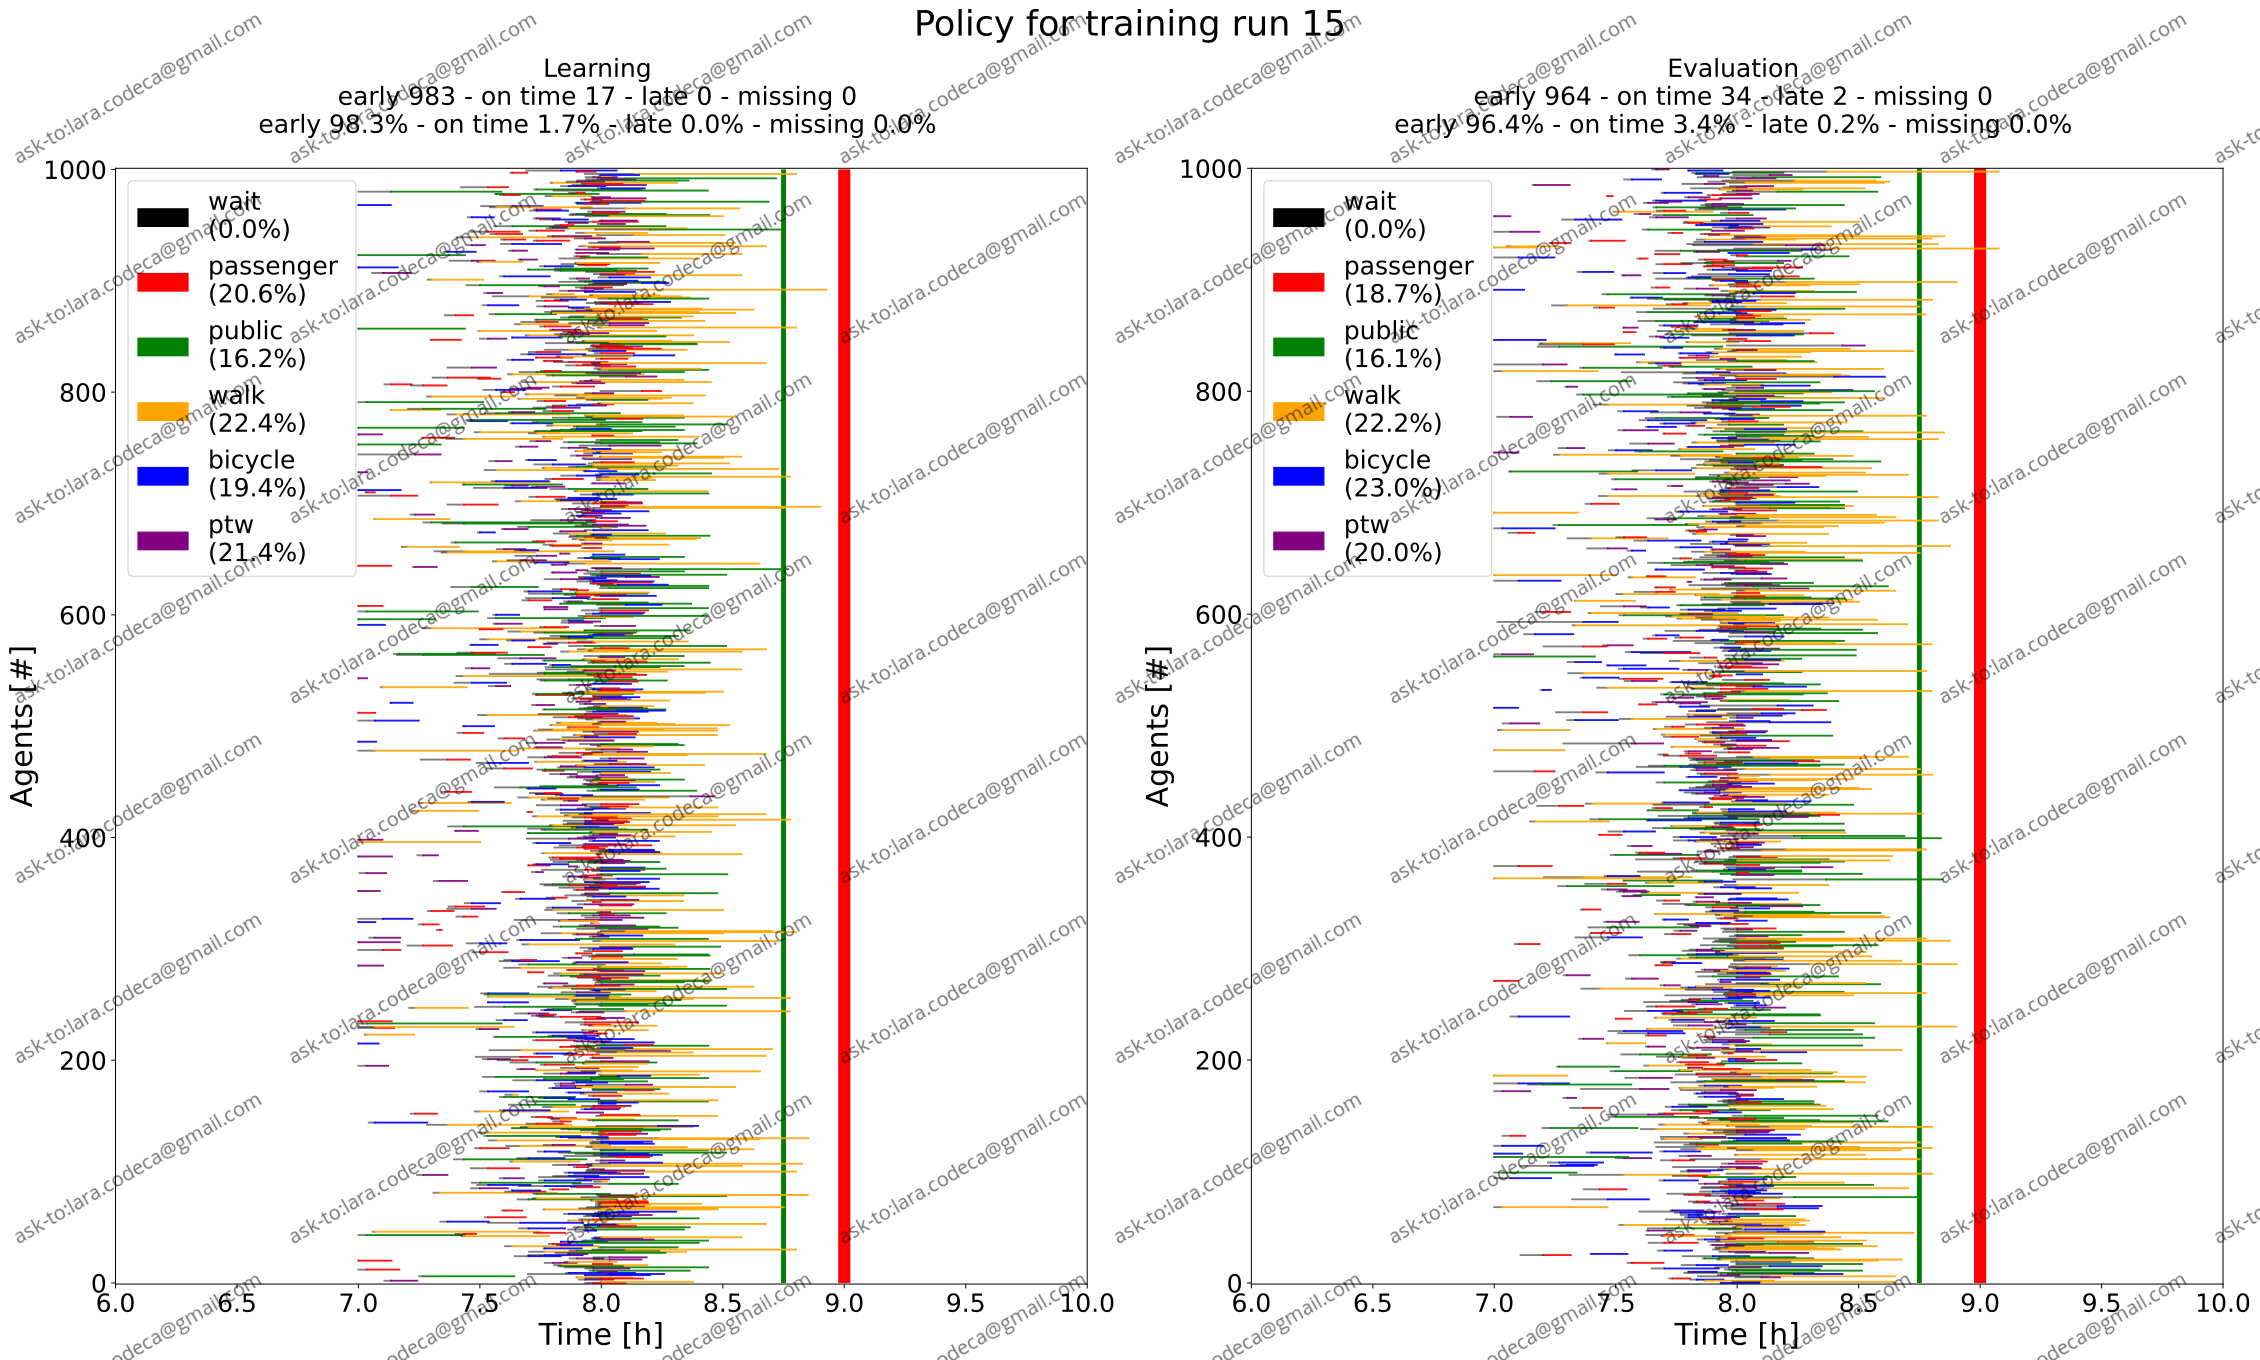 Policy for training run 15
Learning
early 983 - on time 17 - late 0 - missing 0
early 98.3% - on time 1.7% - late 0.0% - missing 0.0%
wait
(0.0%)
passenger
(20.6%)
public
(16.2%)
walk
(22.4%)
bicycle
(19.4%)
ptw
(21.4%)
Agents [#]
1000
800
600
400
200
0
6.0 6.5 7.0 7.5 8.0 8.5 9.0 9.5 10.0
Time [h]
Evaluation
early 964 - on time 34 - late 2 - missing 0
early 96.4% - on time 3.4% - late 0.2% - missing 0.0%
wait
(0.0%)
passenger
(18.7%)
public
(16.1%)
walk
(22.2%)
bicycle
(23.0%)
ptw
(20.0%)
Agents [#]
1000
800
600
400
200
0
6.0 6.5 7.0 7.5 8.0 8.5 9.0 9.5 10.0
Time [h]
ask-to:lara.codeca@gmail.com